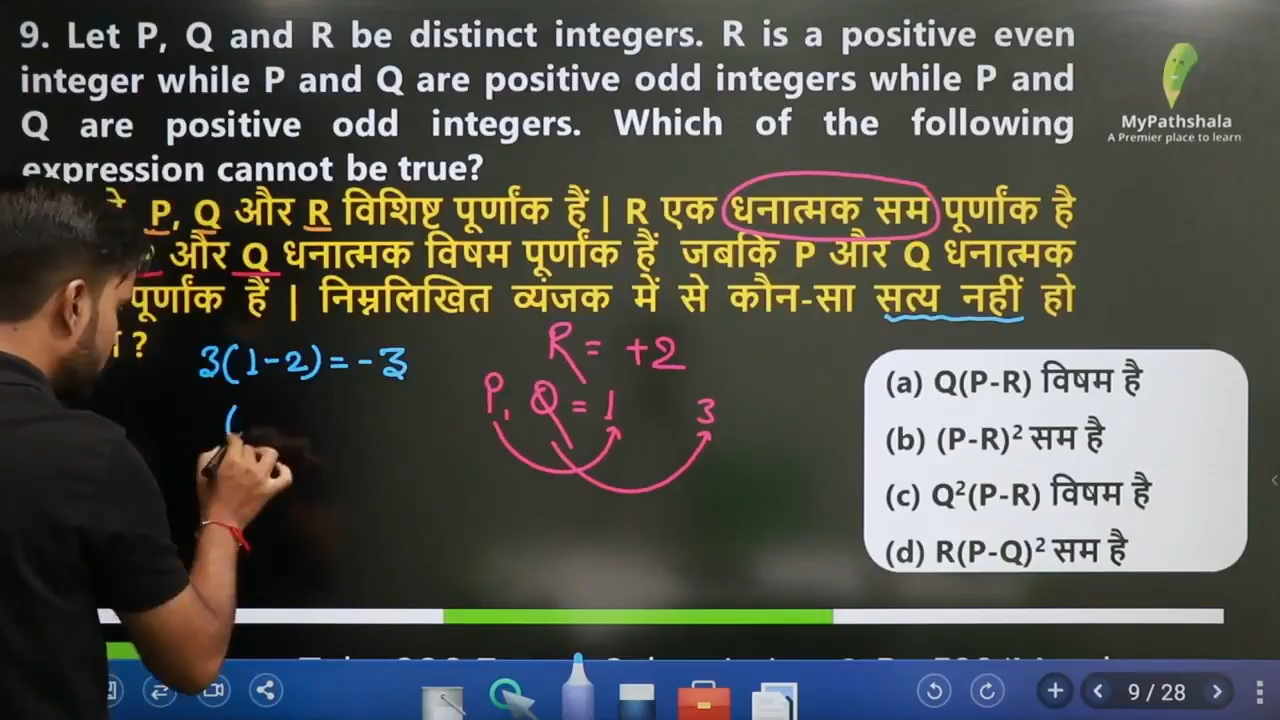 9. Let P, Q and R be distinct integers. R is a positive even
integer while P and Q are positive odd integers while P and
Q are positive odd integers. Which of the following
expression cannot be true?
P, Q और R विशिष्ट पूर्णांक हैं | R एक धनात्मक सम पूर्णांक है
और Q धनात्मक विषम पूर्णांक हैं जबकि P और Q धनात्मक
पूर्णांक हैं | निम्नलिखित व्यंजक में से कौन-सा सत्य नहीं हो
?
3(1-2)=-3
(
R = +2
P, Q = 1 3
(a) Q(P-R) विषम है
(b) (P-R)² सम है
(c) Q²(P-R) विषम है
(d) R(P-Q)² सम है
MyPathshala
A Premier place to learn
9 / 28